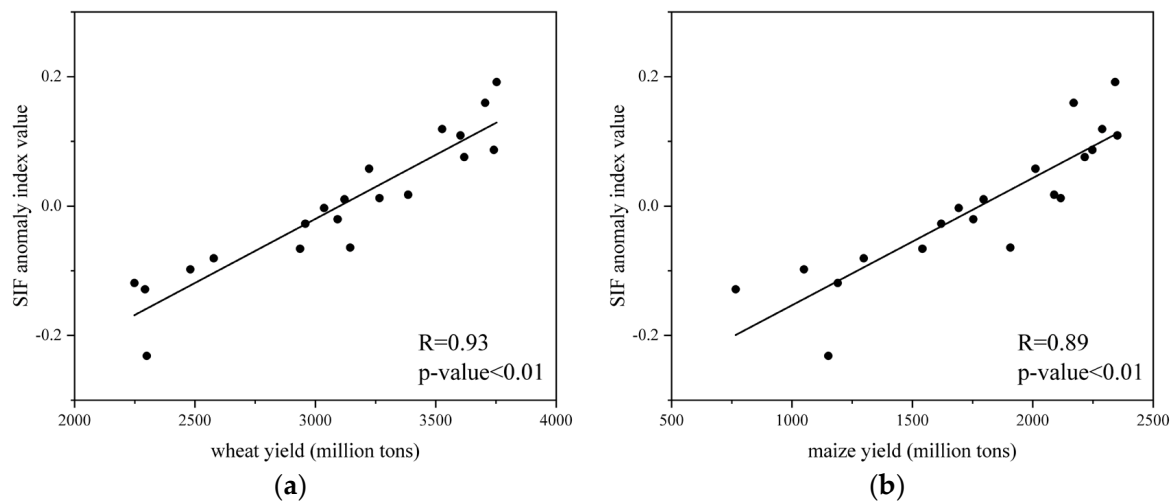 SIF anomaly index value
0.2
0.0
-0.2
R=0.93
p-value<0.01
2000 2500 3000 3500 4000
wheat yield (million tons)
(a)
SIF anomaly index value
0.2
0.0
-0.2
R=0.89
p-value<0.01
500 1000 1500 2000 2500
maize yield (million tons)
(b)